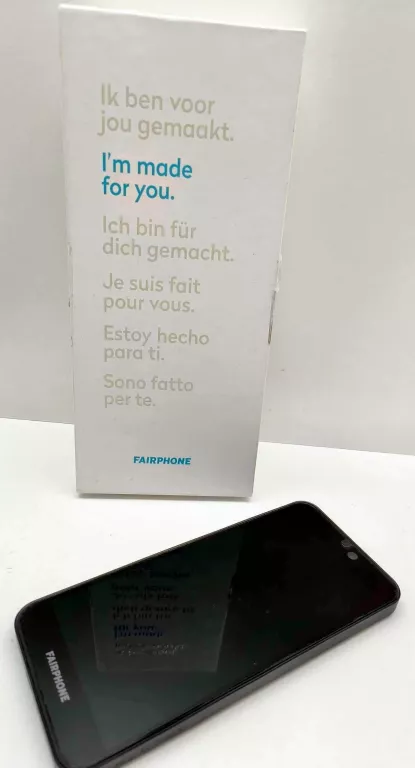 Ik ben voor
jou gemaakt.
I'm made
for you.
Ich bin für
dich gemacht.
Je suis fait
pour vous.
Estoy hecho
para ti.
Sono fatto
per te.
FAIRPHONE
FAIRPHONE